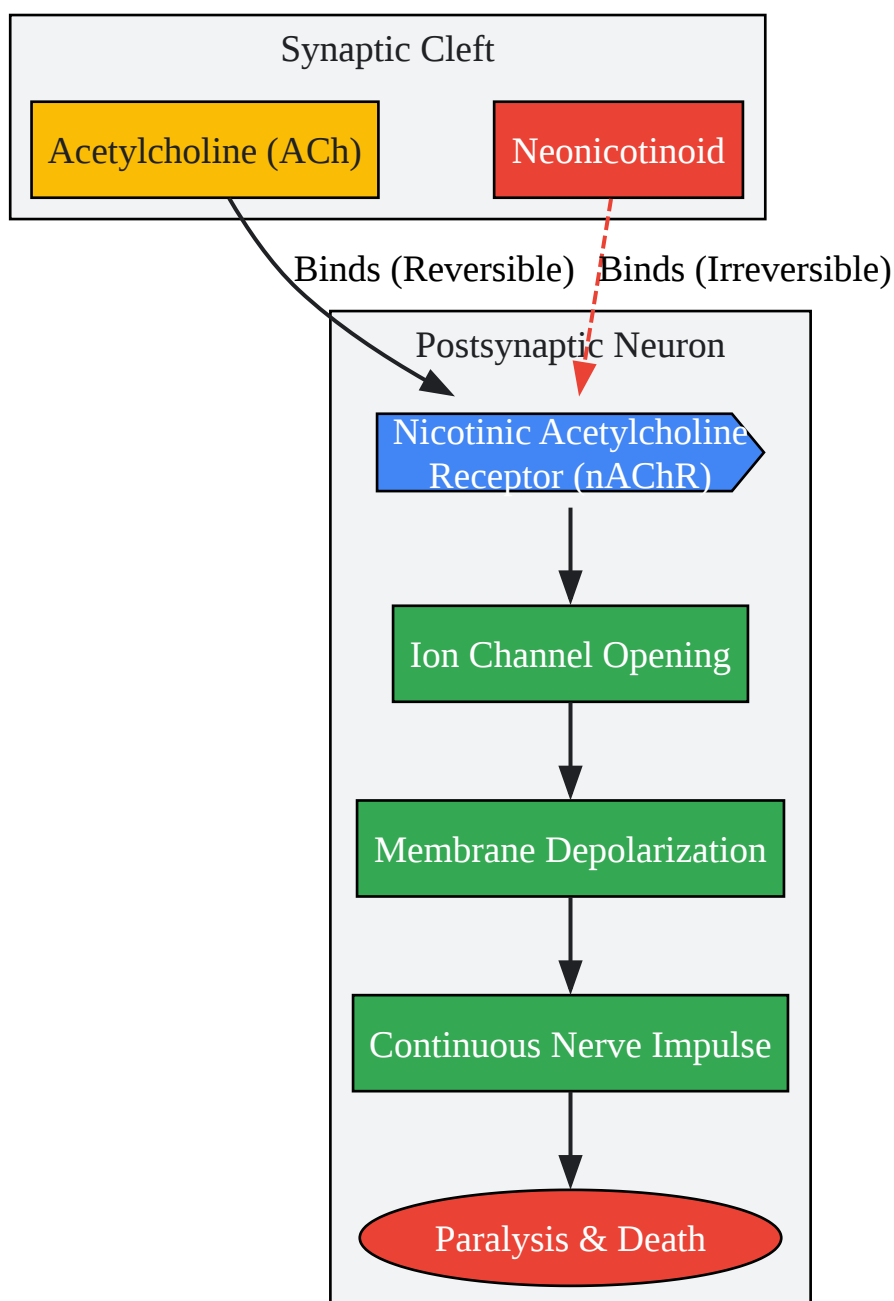 Synaptic Cleft
Acetylcholine (ACh)
Neonicotinoid
Binds (Reversible)
Binds (Irreversible)
Postsynaptic Neuron
Nicotinic Acetylcholine
Receptor (nAChR)
Ion Channel Opening
Membrane Depolarization
Continuous Nerve Impulse
Paralysis & Death